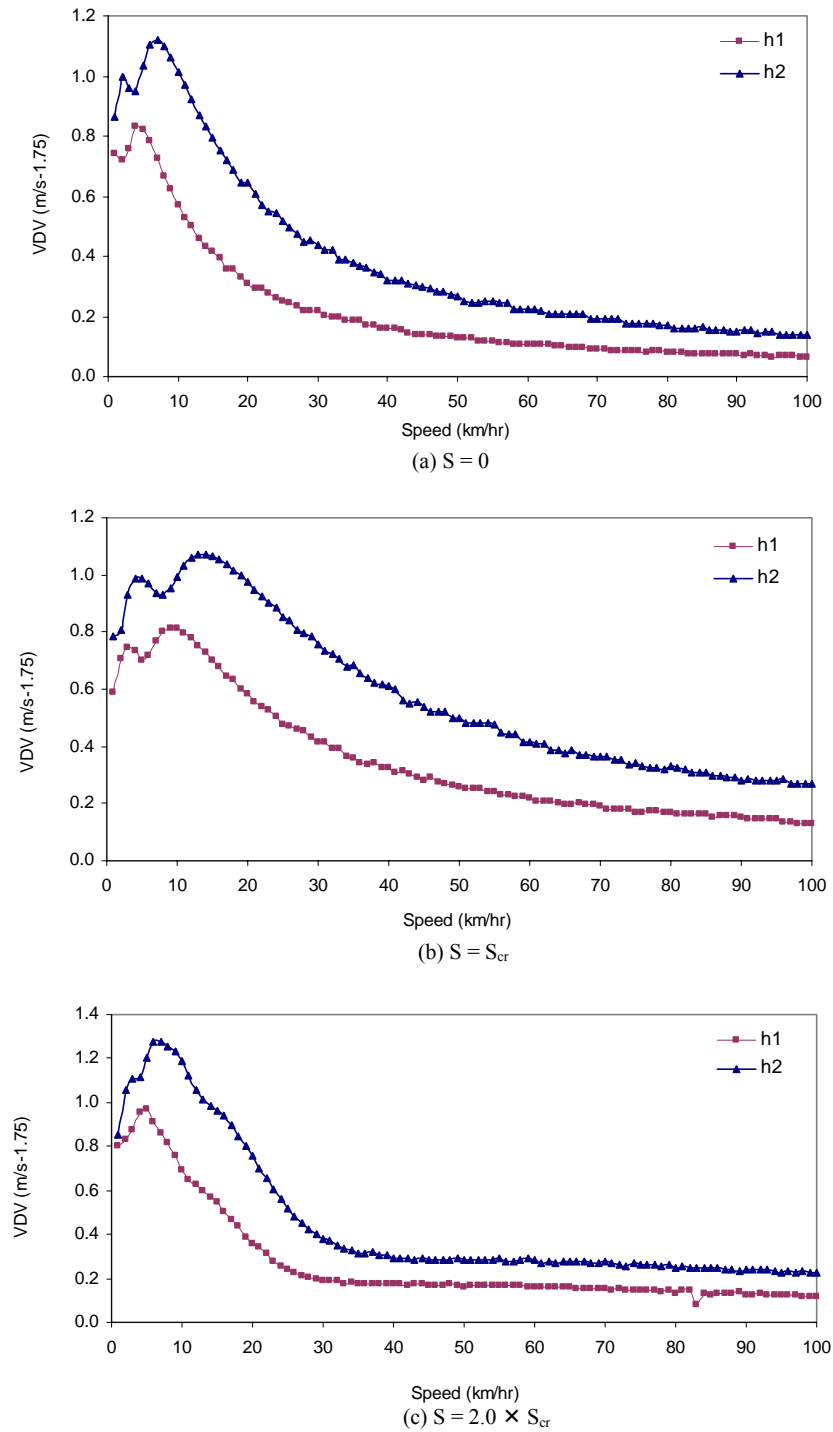 1.2
1.0
0.8
0.6
0.4
0.2
0.0
VDV (m/s-1.75)
h1
h2
0 10 20 30 40 50 60 70 80 90 100
Speed (km/hr)
(a) S = 0
1.2
1.0
0.8
0.6
0.4
0.2
0.0
VDV (m/s-1.75)
h1
h2
0 10 20 30 40 50 60 70 80 90 100
Speed (km/hr)
(b) S = Scr
1.4
1.2
1.0
0.8
0.6
0.4
0.2
0.0
VDV (m/s-1.75)
h1
h2
0 10 20 30 40 50 60 70 80 90 100
Speed (km/hr)
(c) S = 2.0 × Scr